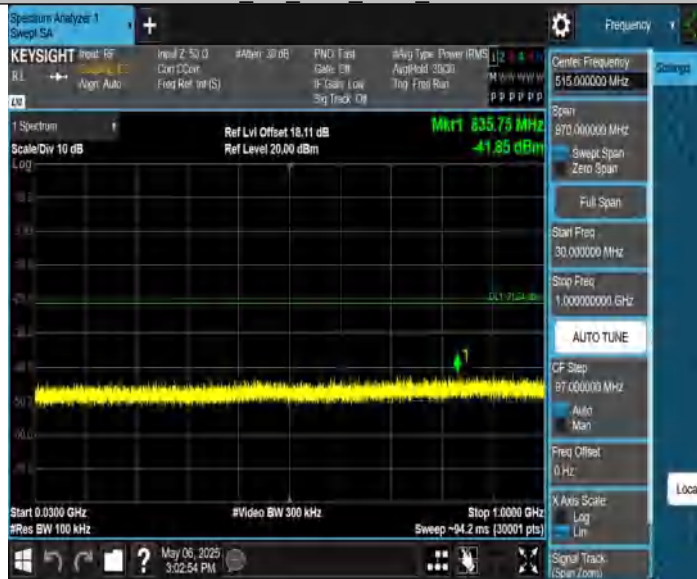 Spectrum Analyzer 1
Swept SA
+
Frequency
KEYSIGHT Input: RF
RL
Align: Auto
Input Z: 50 Ω
Corr CCorr
Freq Ref: Int (S)
#Atten: 30 dB
PNO: Fast
Gate: Off
IF Gain: Low
Sig Track: Off
#Avg Type: Power (RMS)
Avg|Hold: 30/30
Trig: Free Run
P P P P P P
Center Frequency
515.000000 MHz
Settings
1 Spectrum
Scale/Div 10 dB
Log
Ref Lvl Offset 18.11 dB
Ref Level 20.00 dBm
Mkr1 835.75 MHz
-41.85 dBm
Span
970.000000 MHz
Swept Span
Zero Span
Full Span
Start Freq
30.000000 MHz
Stop Freq
1.000000000 GHz
AUTO TUNE
1
CF Step
97.000000 MHz
Auto
Man
Freq Offset
0 Hz
X Axis Scale
Log
Lin
Signal Track
(Span Zoom)
Loca
Start 0.0300 GHz
#Res BW 100 kHz
#Video BW 300 kHz
Stop 1.0000 GHz
Sweep ~94.2 ms (30001 pts)
?
May 06, 2025
3:02:54 PM